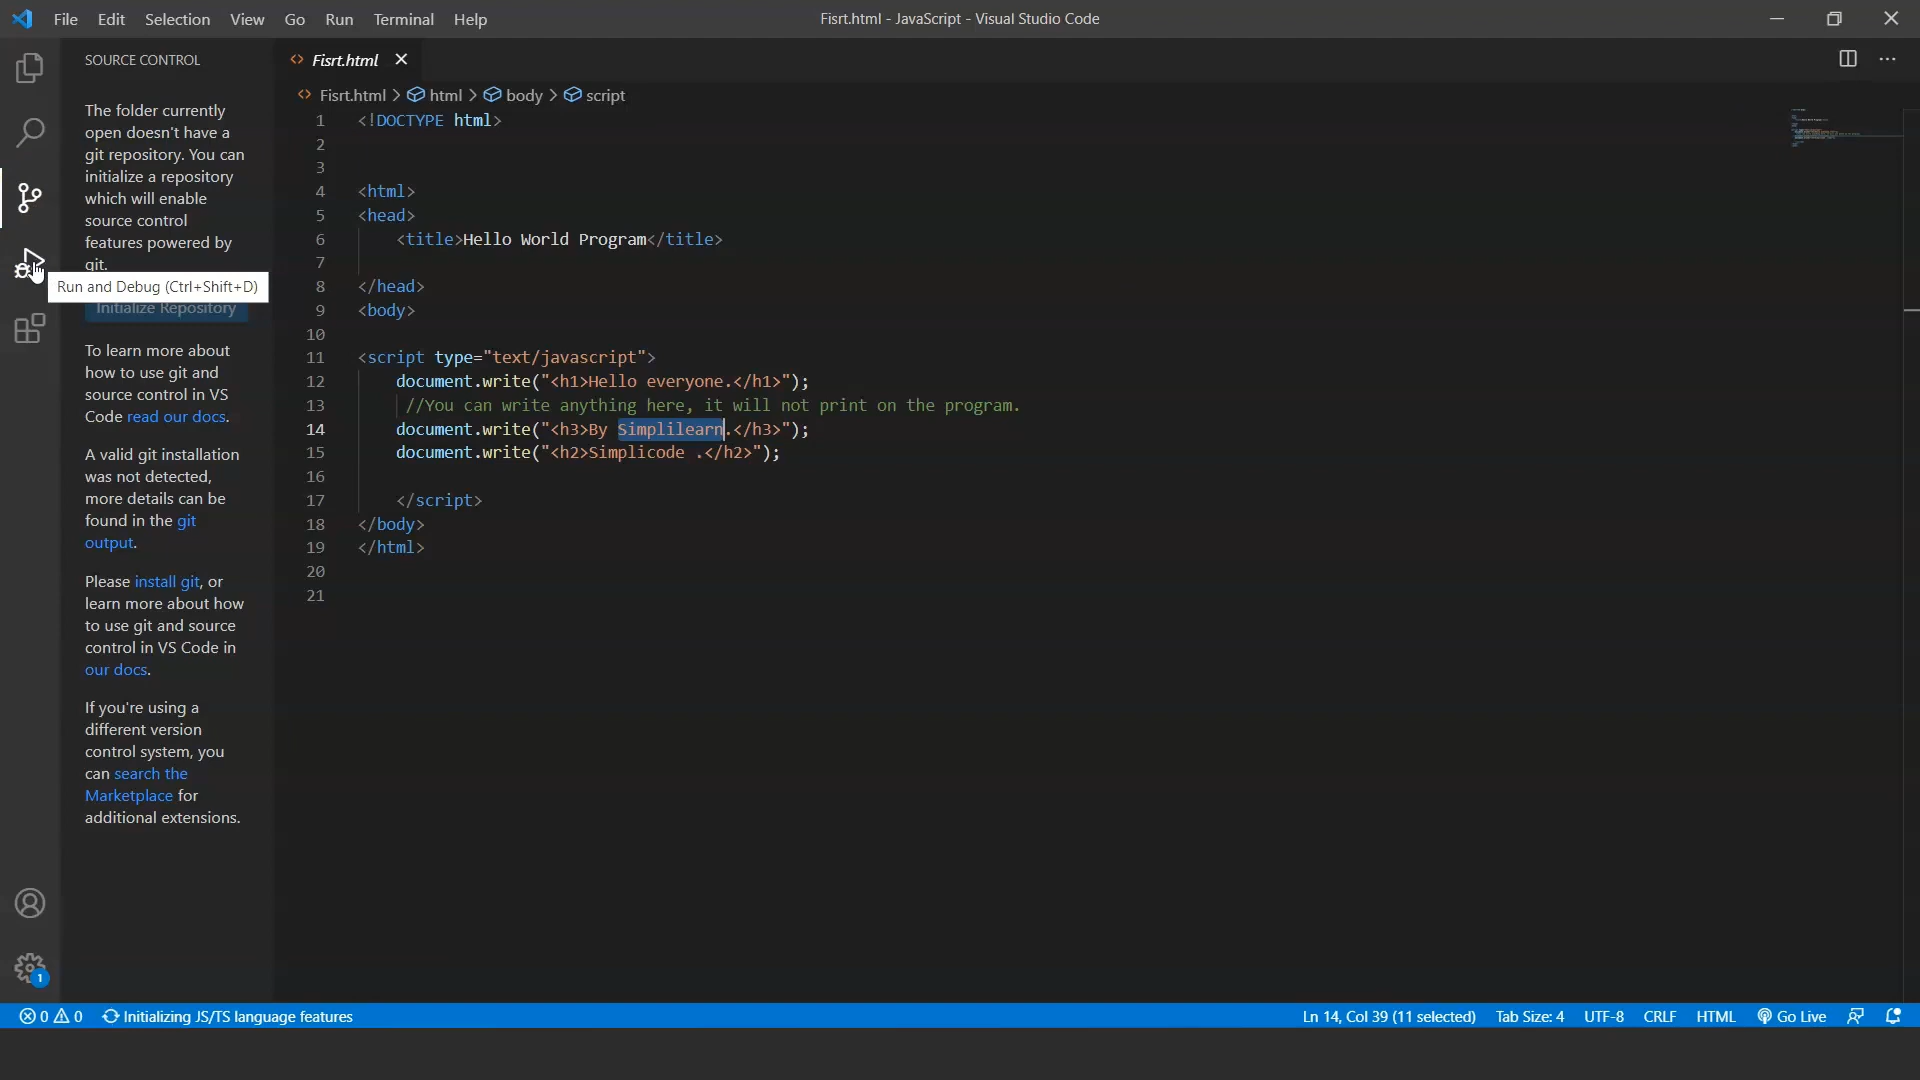 File Edit Selection View Go Run Terminal Help
Fisrt.html - JavaScript - Visual Studio Code
SOURCE CONTROL
The folder currently
open doesn't have a
git repository. You can
initialize a repository
which will enable
source control
features powered by
git.
Run and Debug (Ctrl+Shift+D)
Initialize Repository
To learn more about
how to use git and
source control in VS
Code read our docs.
A valid git installation
was not detected,
more details can be
found in the git
output.
Please install git, or
learn more about how
to use git and source
control in VS Code in
our docs.
If you're using a
different version
control system, you
can search the
Marketplace for
additional extensions.
1
<> Fisrt.html
<> Fisrt.html > html > body > script
1 <!DOCTYPE html>
2
3
4 <html>
5 <head>
6 <title>Hello World Program</title>
7
8 </head>
9 <body>
10
11 <script type="text/javascript">
12 document.write("<h1>Hello everyone.</h1>");
13 //You can write anything here, it will not print on the program.
14 document.write("<h3>By Simplilearn.</h3>");
15 document.write("<h2>Simplicode .</h2>");
16
17 </script>
18 </body>
19 </html>
20
21
0 0 Initializing JS/TS language features
Ln 14, Col 39 (11 selected) Tab Size: 4 UTF-8 CRLF HTML Go Live